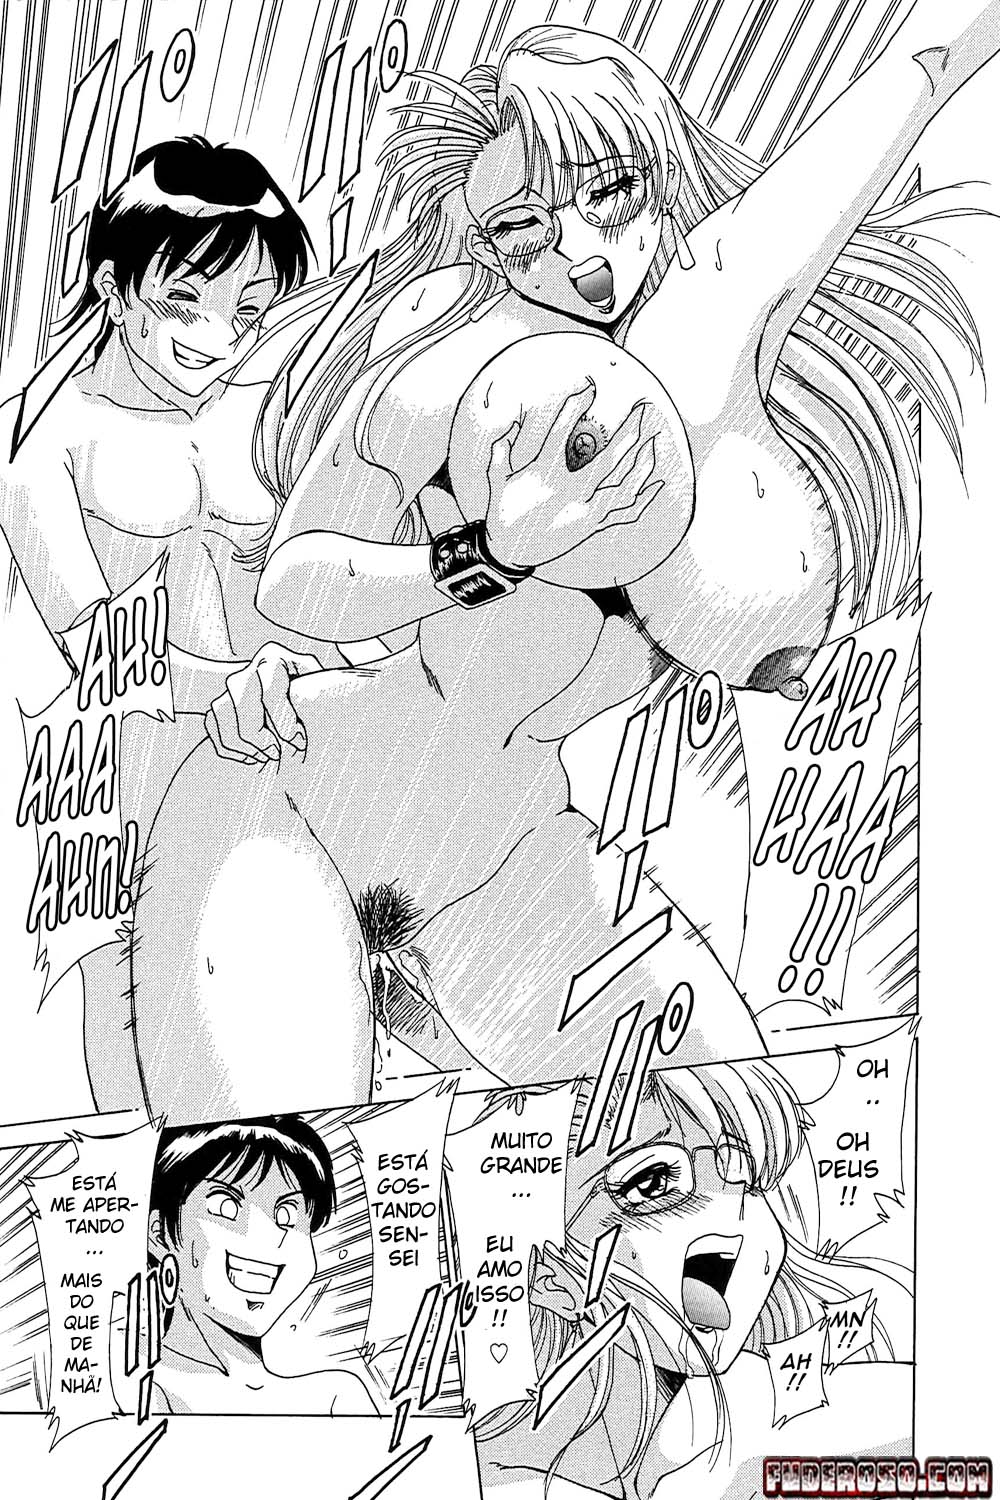 AH
HAA
!!
AH!
AAA
AHN!
OH
..
OH
DEUS
!!
MUITO
GRANDE
...
EU
AMO
ISSO
!!
♡
MN
!!
AH
!!
ESTÁ
GOS-
TANDO
SEN-
SEI
ESTÁ
ME APER-
TANDO
...
MAIS
DO
QUE
DE
MA-
NHÃ!
FUDEROSO.COM